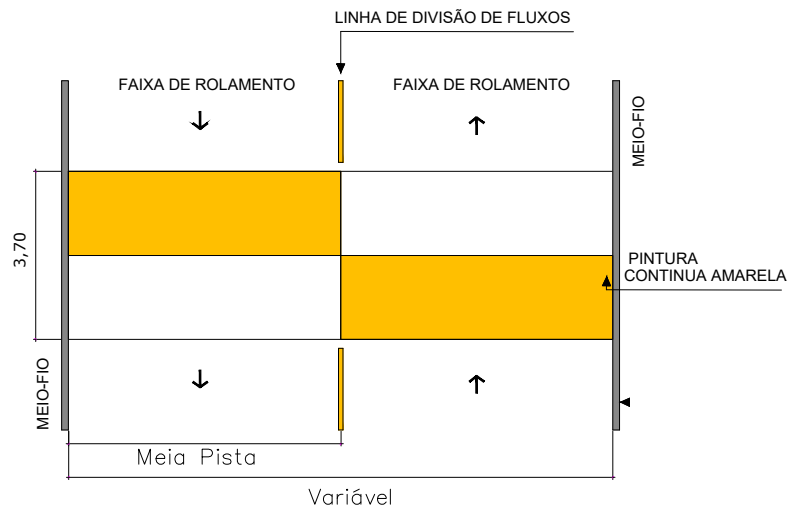 LINHA DE DIVISÃO DE FLUXOS
FAIXA DE ROLAMENTO
FAIXA DE ROLAMENTO
MEIO-FIO
3,70
PINTURA
CONTINUA AMARELA
MEIO-FIO
Meia Pista
Variável